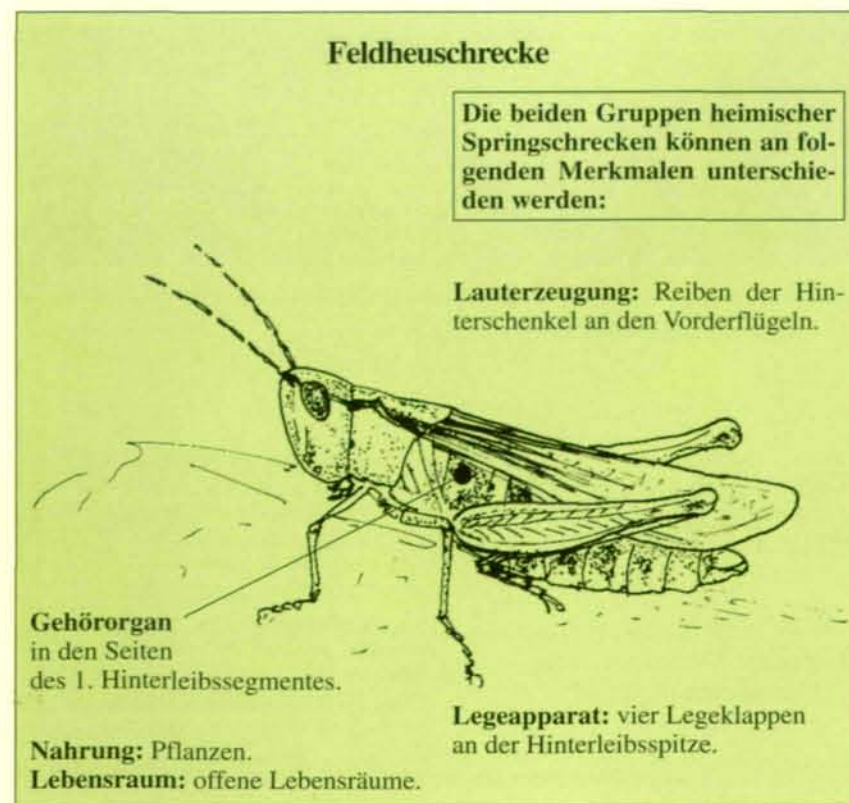 Feldheuschrecke
Die beiden Gruppen heimischer
Springschrecken können an fol-
genden Merkmalen unterschie-
den werden:
Lauterzeugung: Reiben der Hin-
terschenkel an den Vorderflügeln.
Gehörorgan
in den Seiten
des 1. Hinterleibssegmentes.
Legeapparat: vier Legeklappen
an der Hinterleibsspitze.
Nahrung: Pflanzen.
Lebensraum: offene Lebensräume.